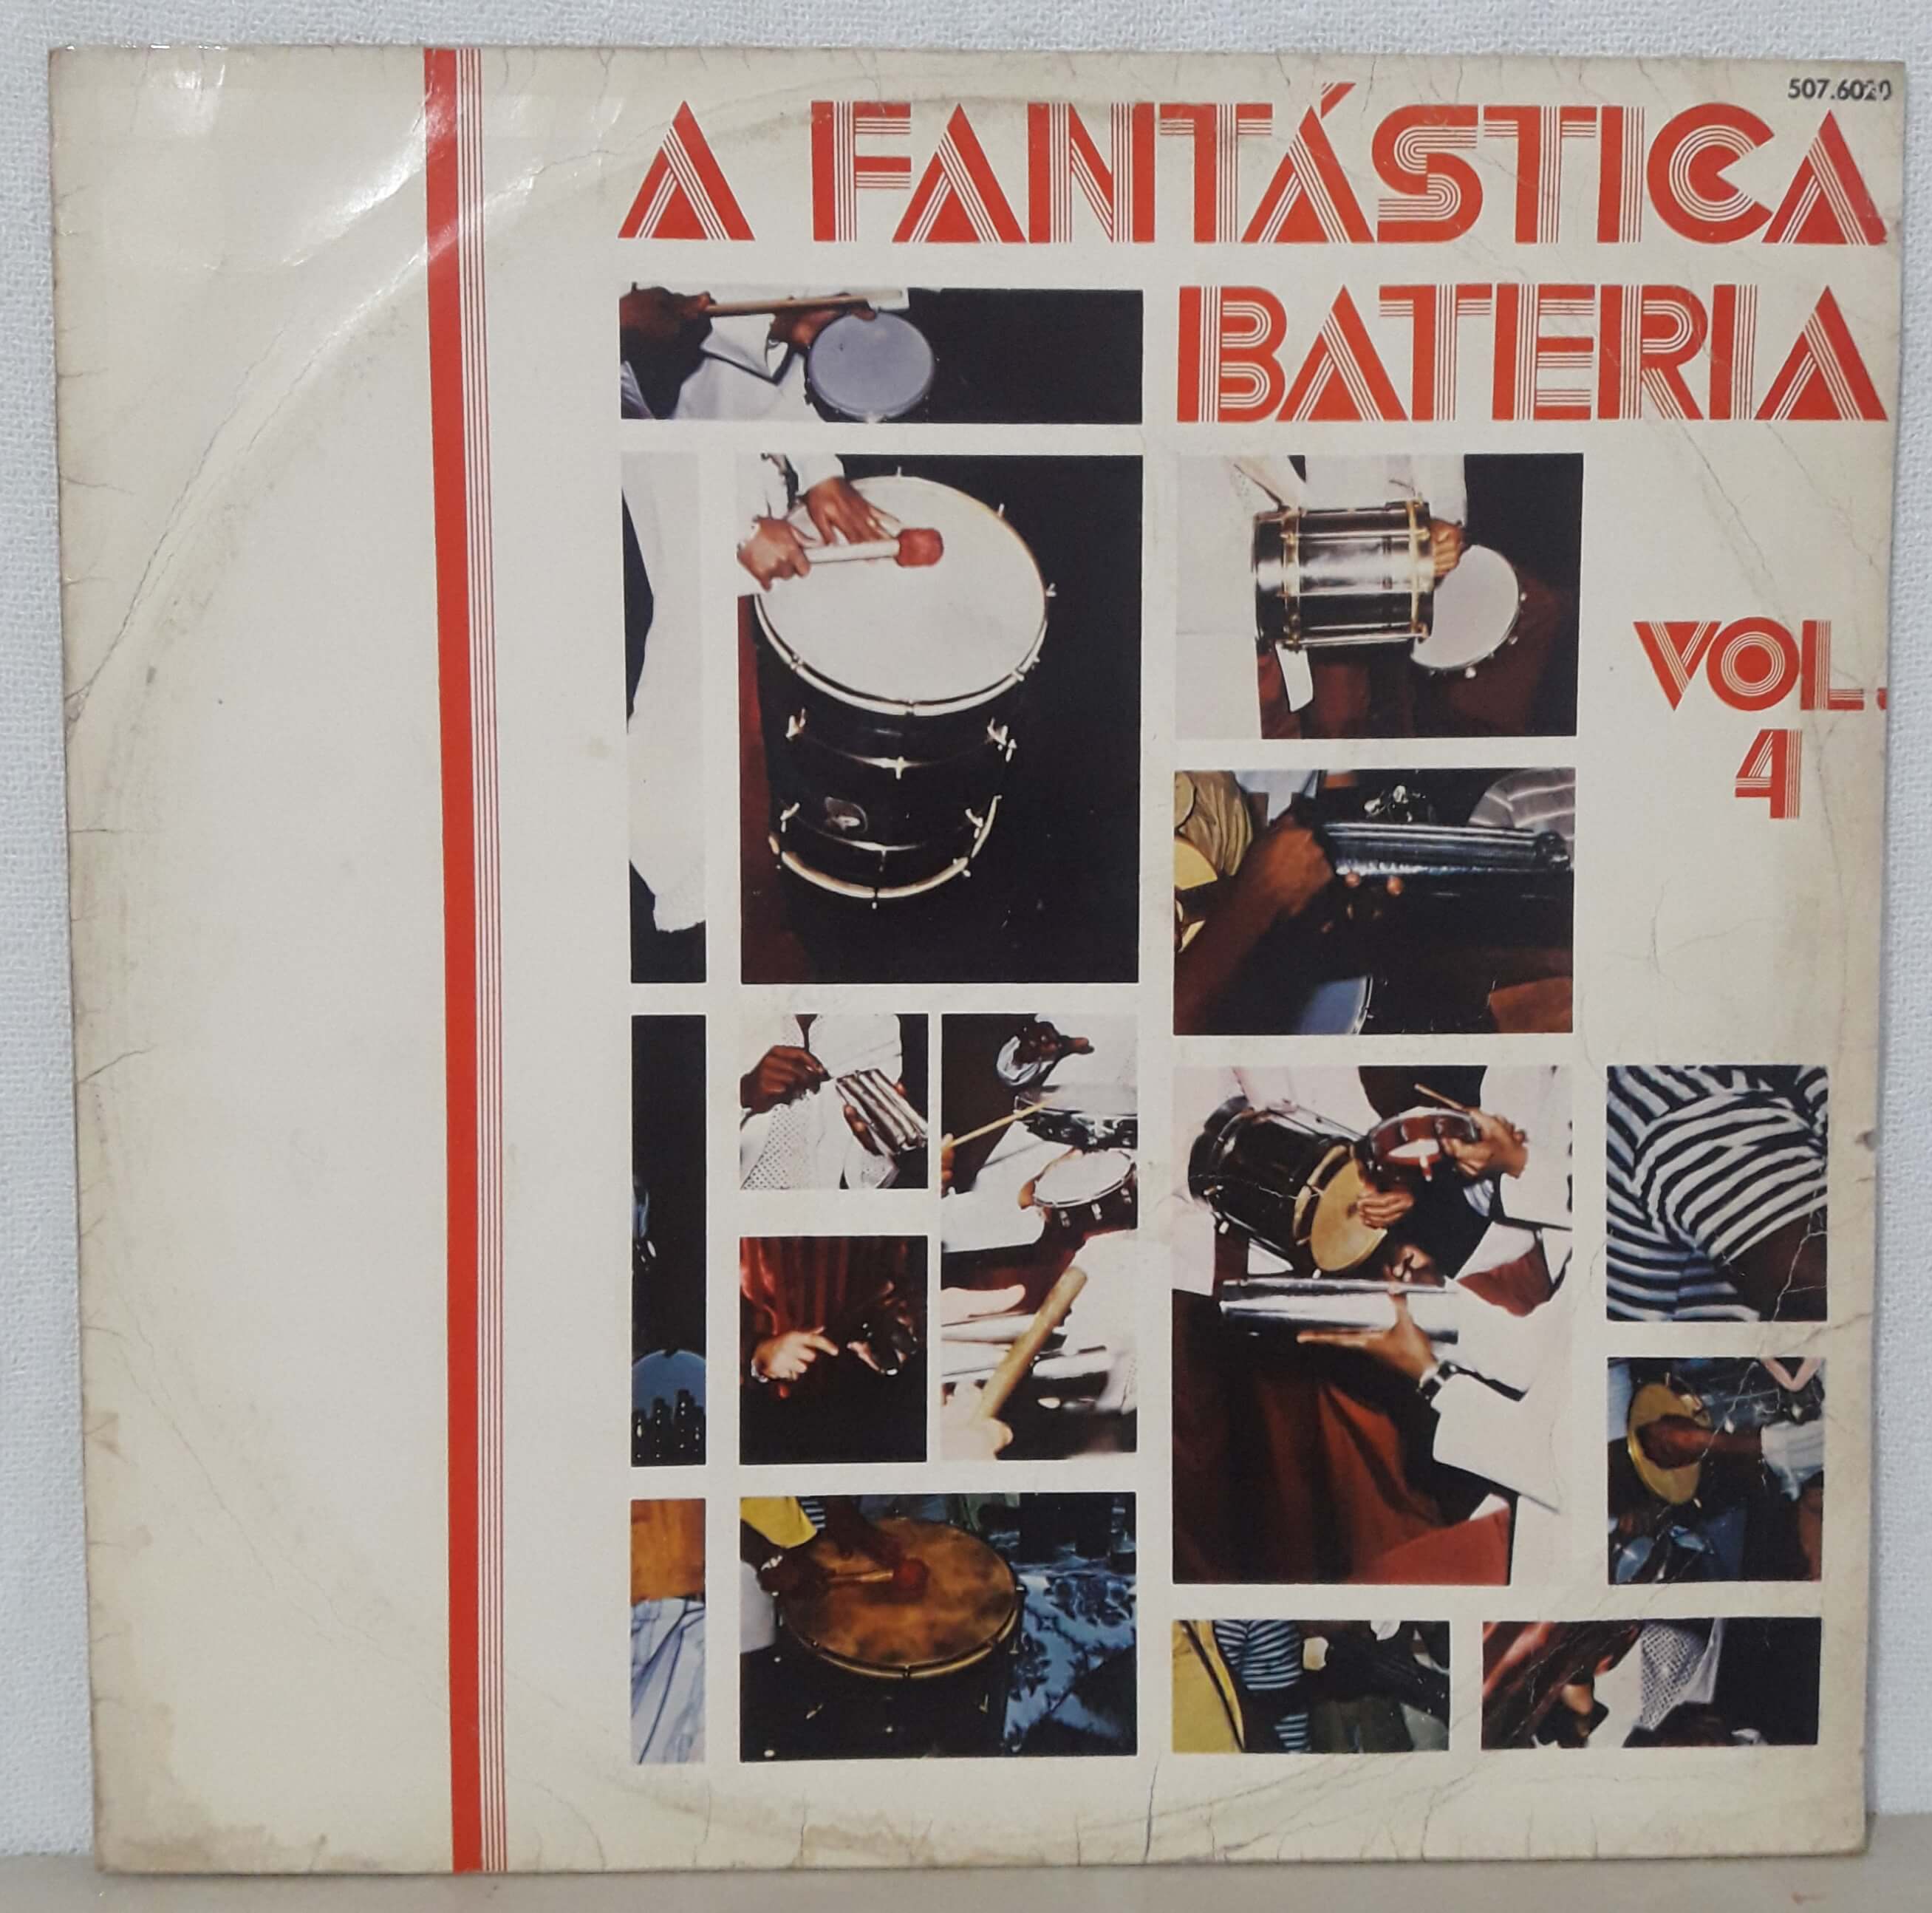 507.6020
A FANTÁSTICA
BATERIA
VOL.
4